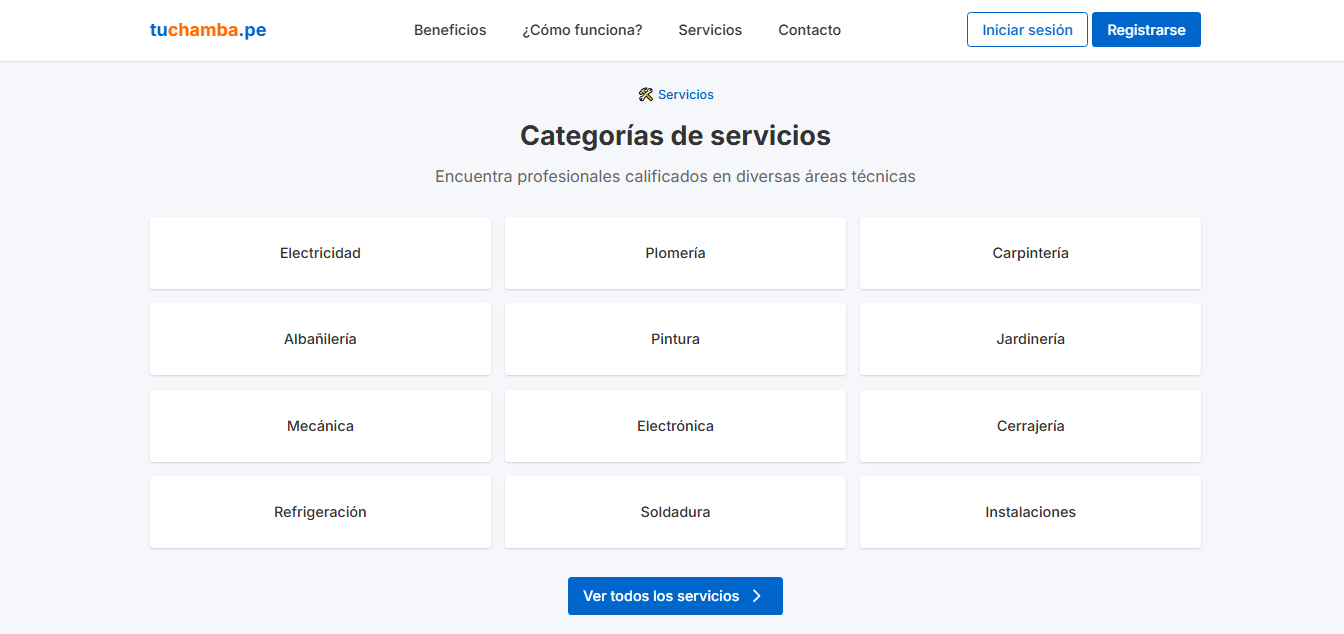 tuchamba.pe
Beneficios
¿Cómo funciona?
Servicios
Contacto
Iniciar sesión
Registrarse
🛠 Servicios
Categorías de servicios
Encuentra profesionales calificados en diversas áreas técnicas
Electricidad
Plomería
Carpintería
Albañilería
Pintura
Jardinería
Mecánica
Electrónica
Cerrajería
Refrigeración
Soldadura
Instalaciones
Ver todos los servicios